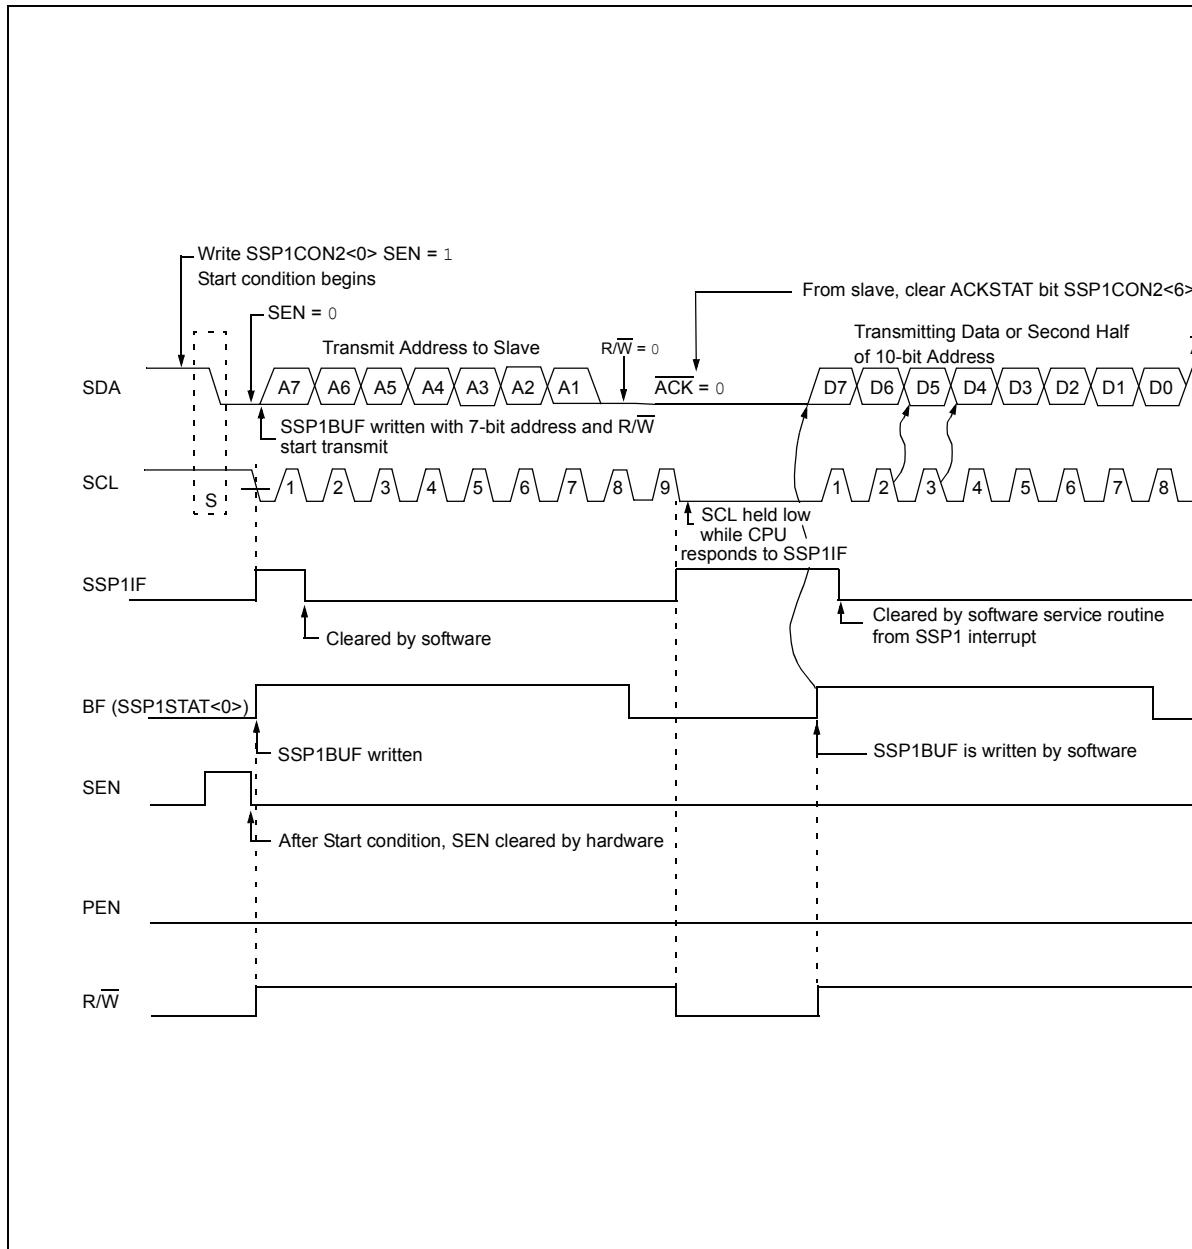 Write SSP1CON2<0> SEN = 1
Start condition begins
From slave, clear ACKSTAT bit SSP1CON2<6>
SEN = 0
Transmit Address to Slave
R/W̅ = 0
Transmitting Data or Second Half
of 10-bit Address
SDA
A7 A6 A5 A4 A3 A2 A1
A̅C̅K̅ = 0
D7 D6 D5 D4 D3 D2 D1 D0
SSP1BUF written with 7-bit address and R/W̅
start transmit
SCL
S
1 2 3 4 5 6 7 8 9
1 2 3 4 5 6 7 8
SCL held low
while CPU
responds to SSP1IF
SSP1IF
Cleared by software
Cleared by software service routine
from SSP1 interrupt
BF (SSP1STAT<0>)
SSP1BUF written
SSP1BUF is written by software
SEN
After Start condition, SEN cleared by hardware
PEN
R/W̅